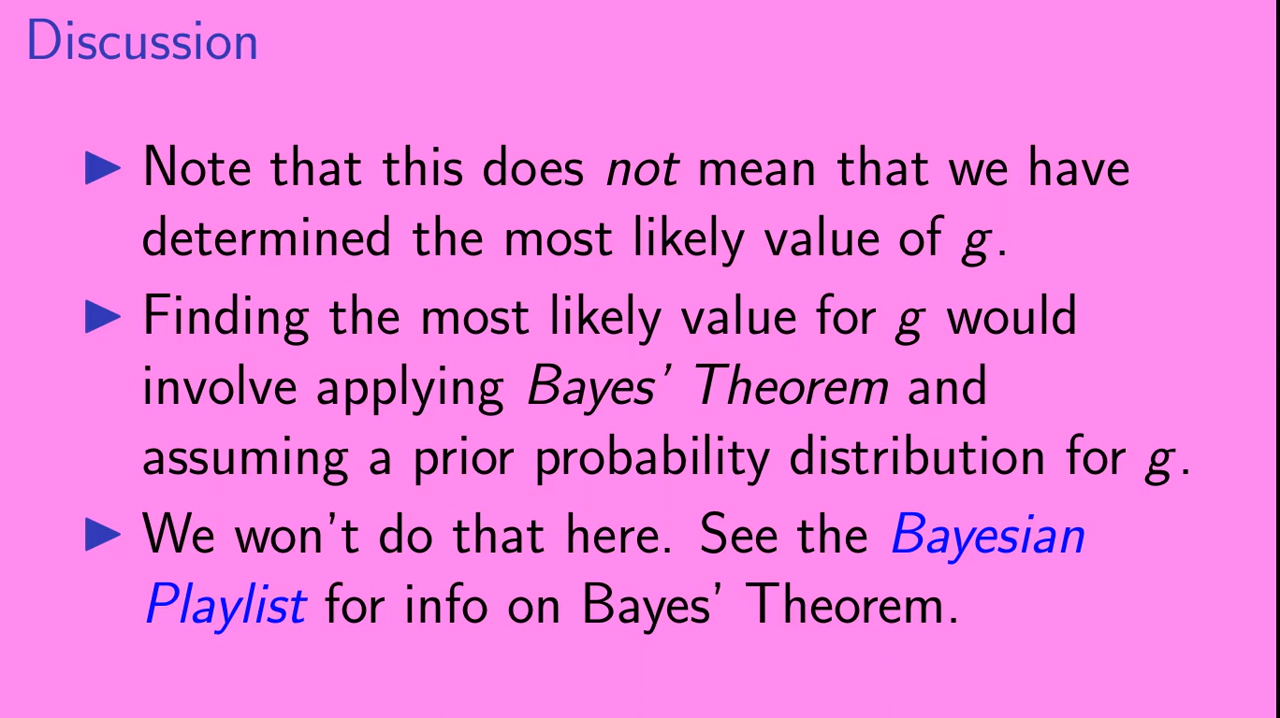 Discussion
Note that this does not mean that we have
determined the most likely value of g.
Finding the most likely value for g would
involve applying Bayes’ Theorem and
assuming a prior probability distribution for g.
We won’t do that here. See the Bayesian
Playlist for info on Bayes’ Theorem.